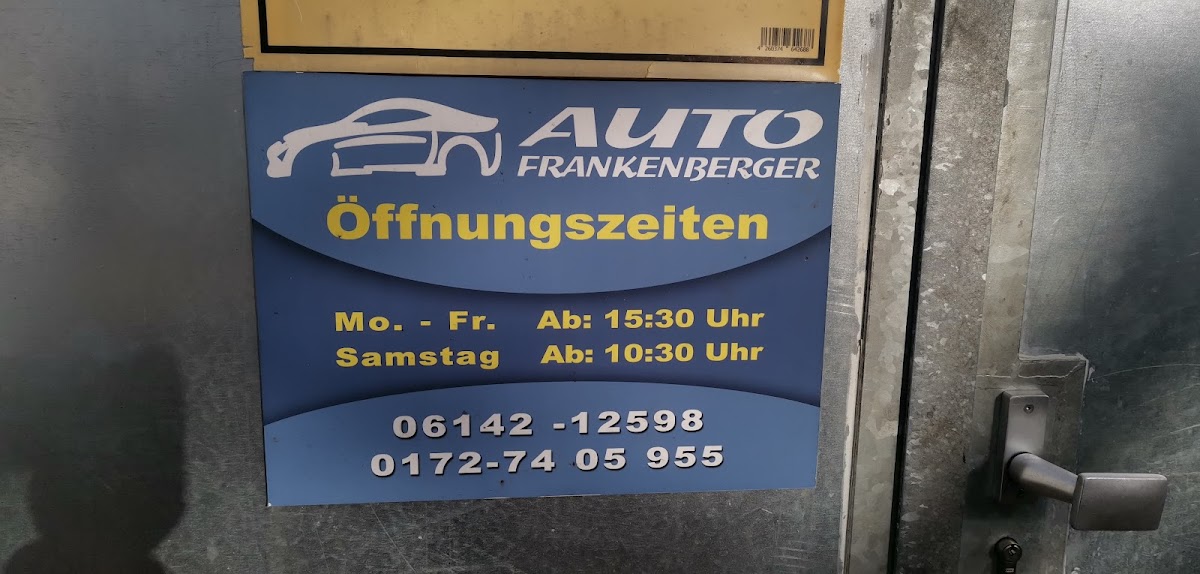 AUTO
FRANKENBERGER
Öffnungszeiten
Mo. - Fr. Ab: 15:30 Uhr
Samstag Ab: 10:30 Uhr
06142 -12598
0172-74 05 955